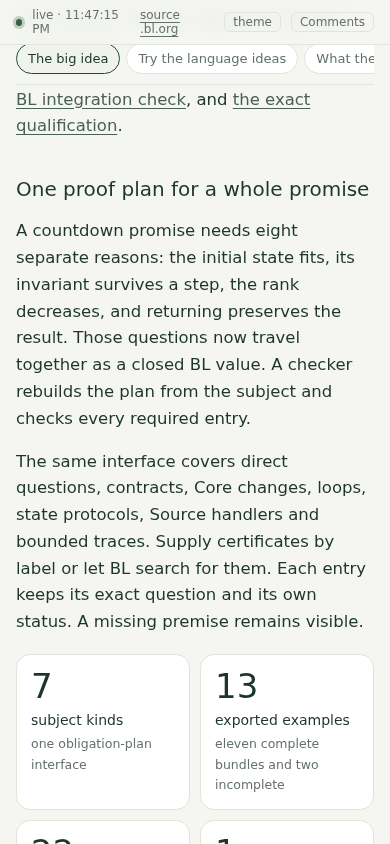 live · 11:47:15 PM
source.bl.org
theme
Comments
The big idea
Try the language ideas
What the
BL integration check, and the exact
qualification.
One proof plan for a whole promise
A countdown promise needs eight
separate reasons: the initial state fits, its
invariant survives a step, the rank
decreases, and returning preserves the
result. Those questions now travel
together as a closed BL value. A checker
rebuilds the plan from the subject and
checks every required entry.
The same interface covers direct
questions, contracts, Core changes, loops,
state protocols, Source handlers and
bounded traces. Supply certificates by
label or let BL search for them. Each entry
keeps its exact question and its own
status. A missing premise remains visible.
7
subject kinds
one obligation-plan
interface
13
exported examples
eleven complete
bundles and two
incomplete